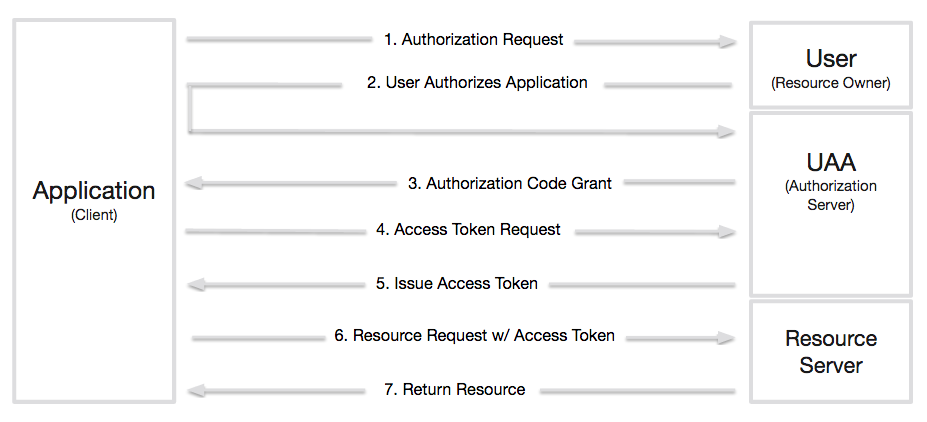 1. Authorization Request
User
(Resource Owner)
2. User Authorizes Application
Application
(Client)
UAA
(Authorization
Server)
3. Authorization Code Grant
4. Access Token Request
5. Issue Access Token
6. Resource Request w/ Access Token
Resource
Server
7. Return Resource